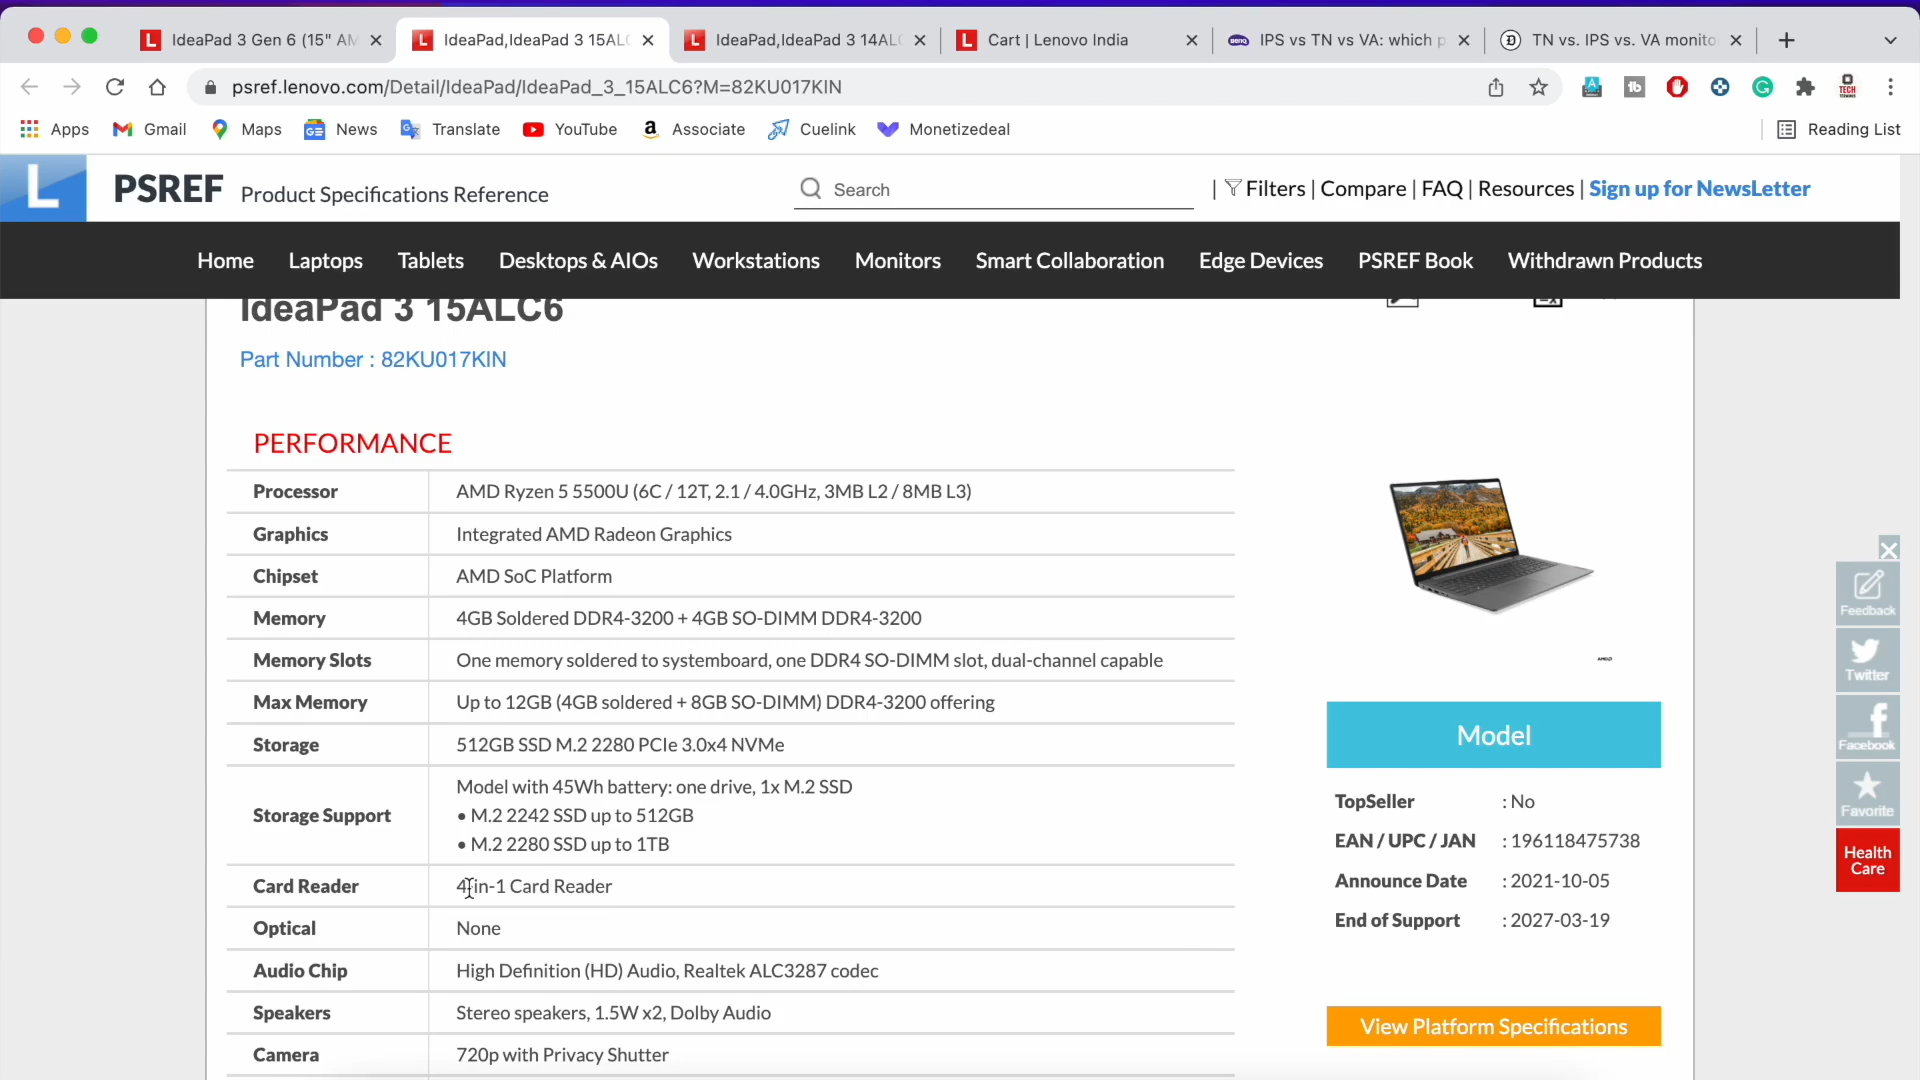 IdeaPad 3 Gen 6 (15" AM
IdeaPad,IdeaPad 3 15ALC
IdeaPad,IdeaPad 3 14ALC
Cart | Lenovo India
IPS vs TN vs VA: which p
TN vs. IPS vs. VA monito
psref.lenovo.com/Detail/IdeaPad/IdeaPad_3_15ALC6?M=82KU017KIN
Apps
Gmail
Maps
News
Translate
YouTube
Associate
Cuelink
Monetizedeal
Reading List
L
PSREF Product Specifications Reference
Search
| Filters | Compare | FAQ | Resources | Sign up for NewsLetter
Home
Laptops
Tablets
Desktops & AIOs
Workstations
Monitors
Smart Collaboration
Edge Devices
PSREF Book
Withdrawn Products
IdeaPad 3 15ALC6
Part Number : 82KU017KIN
PERFORMANCE
Processor AMD Ryzen 5 5500U (6C / 12T, 2.1 / 4.0GHz, 3MB L2 / 8MB L3)
Graphics Integrated AMD Radeon Graphics
Chipset AMD SoC Platform
Memory 4GB Soldered DDR4-3200 + 4GB SO-DIMM DDR4-3200
Memory Slots One memory soldered to systemboard, one DDR4 SO-DIMM slot, dual-channel capable
Max Memory Up to 12GB (4GB soldered + 8GB SO-DIMM) DDR4-3200 offering
Storage 512GB SSD M.2 2280 PCIe 3.0x4 NVMe
Storage Support Model with 45Wh battery: one drive, 1x M.2 SSD
• M.2 2242 SSD up to 512GB
• M.2 2280 SSD up to 1TB
Card Reader 4-in-1 Card Reader
Optical None
Audio Chip High Definition (HD) Audio, Realtek ALC3287 codec
Speakers Stereo speakers, 1.5W x2, Dolby Audio
Camera 720p with Privacy Shutter
AMD
Model
TopSeller : No
EAN / UPC / JAN : 196118475738
Announce Date : 2021-10-05
End of Support : 2027-03-19
View Platform Specifications
Feedback
Twitter
Facebook
Favorite
Health
Care